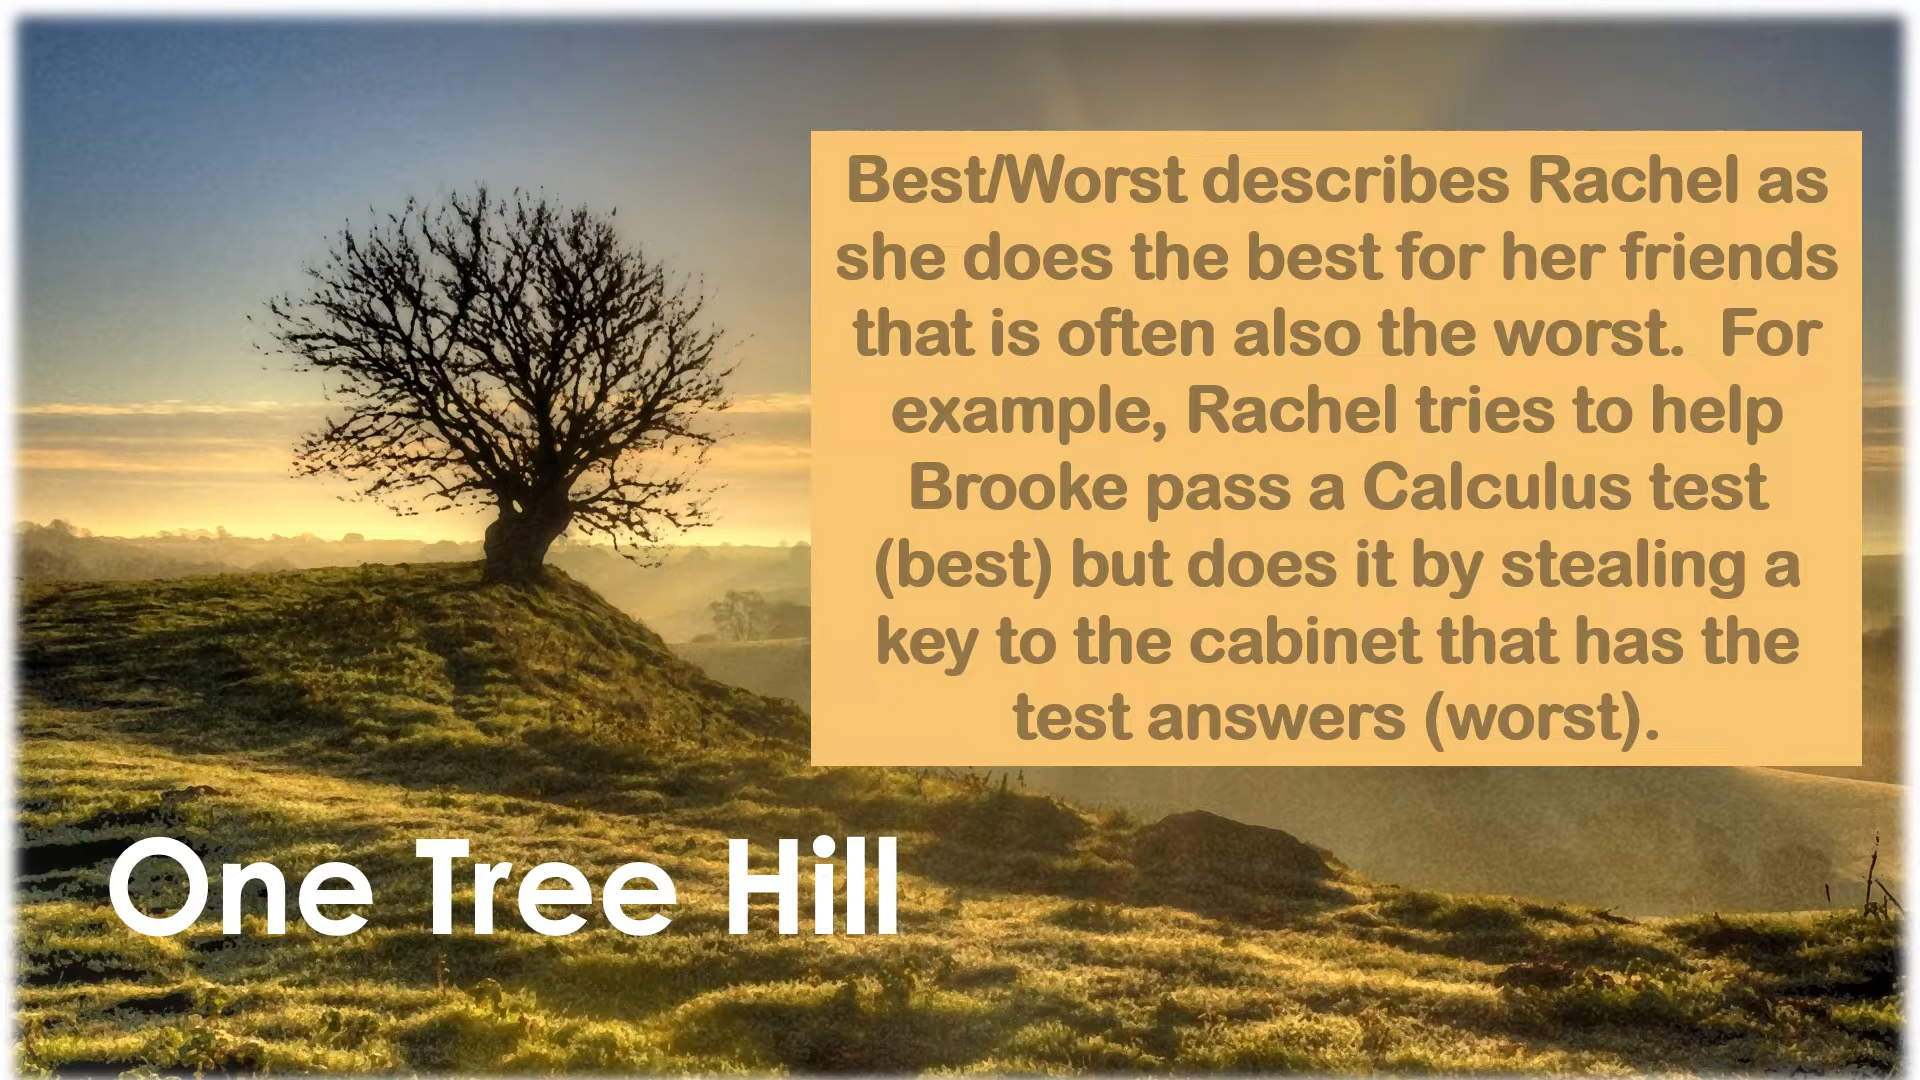 Best/Worst describes Rachel as
she does the best for her friends
that is often also the worst.  For
example, Rachel tries to help
Brooke pass a Calculus test
(best) but does it by stealing a
key to the cabinet that has the
test answers (worst).
One Tree Hill